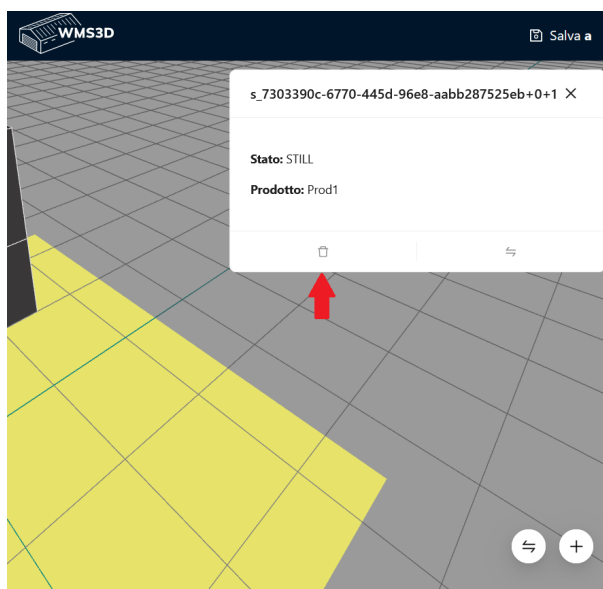 WMS3D
Salva a
s_7303390c-6770-445d-96e8-aabb287525eb+0+1
Stato: STILL
Prodotto: Prod1